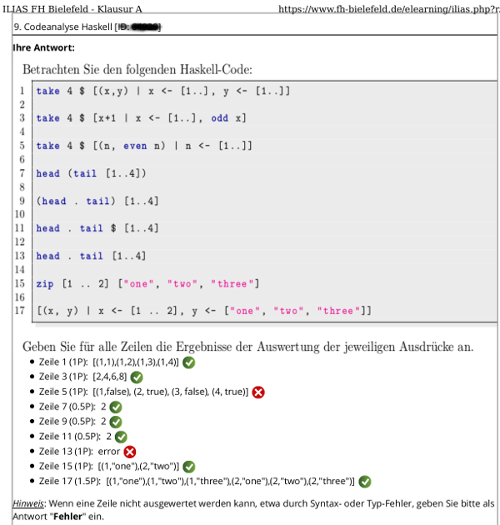 ILIAS FH Bielefeld - Klausur A https://www.fh-bielefeld.de/elearning/ilias.php?r
9. Codeanalyse Haskell [
Ihre Antwort:
Betrachten Sie den folgenden Haskell-Code:
1 take 4 $ [(x,y) | x <- [1..], y <- [1..]]
2
3 take 4 $ [x+1 | x <- [1..], odd x]
4
5 take 4 $ [(n, even n) | n <- [1..]]
6
7 head (tail [1..4])
8
9 (head . tail) [1..4]
10
11 head . tail $ [1..4]
12
13 head . tail [1..4]
14
15 zip [1 .. 2] ["one", "two", "three"]
16
17 [(x, y) | x <- [1 .. 2], y <- ["one", "two", "three"]]
Geben Sie für alle Zeilen die Ergebnisse der Auswertung der jeweiligen Ausdrücke an.
• Zeile 1 (1P): [(1,1),(1,2),(1,3),(1,4)]
• Zeile 3 (1P): [2,4,6,8]
• Zeile 5 (1P): [(1,false), (2, true), (3, false), (4, true)]
• Zeile 7 (0.5P): 2
• Zeile 9 (0.5P): 2
• Zeile 11 (0.5P): 2
• Zeile 13 (1P): error
• Zeile 15 (1P): [(1,"one"),(2,"two")]
• Zeile 17 (1.5P): [(1,"one"),(1,"two"),(1,"three"),(2,"one"),(2,"two"),(2,"three")]
Hinweis: Wenn eine Zeile nicht ausgewertet werden kann, etwa durch Syntax- oder Typ-Fehler, geben Sie bitte als
Antwort "Fehler" ein.